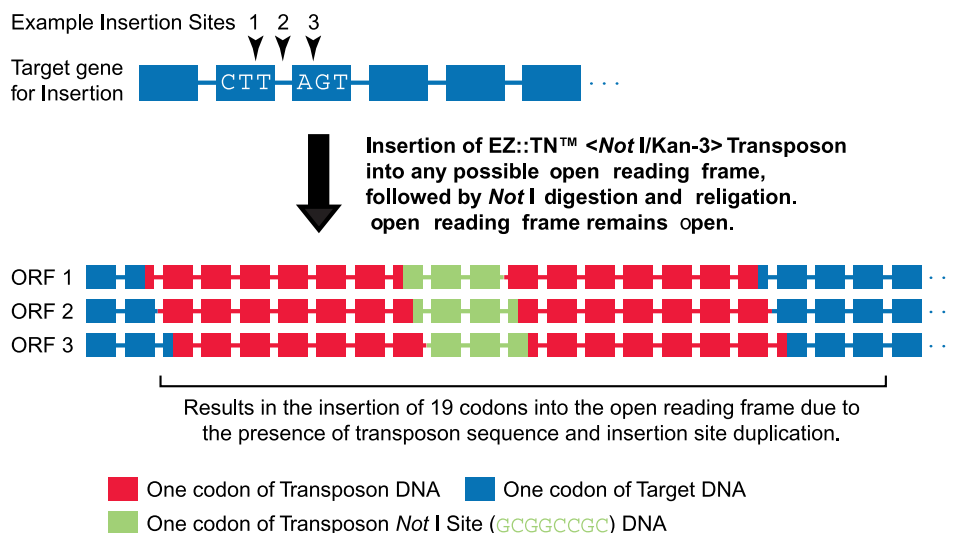 Example Insertion Sites 1 2 3
Target gene
for Insertion
CTT AGT
Insertion of EZ::TN™ <Not I/Kan-3> Transposon
into any possible open reading frame,
followed by Not I digestion and religation.
open reading frame remains open.
ORF 1
ORF 2
ORF 3
Results in the insertion of 19 codons into the open reading frame due to
the presence of transposon sequence and insertion site duplication.
One codon of Transposon DNA One codon of Target DNA
One codon of Transposon Not I Site (GCGGCCGC) DNA